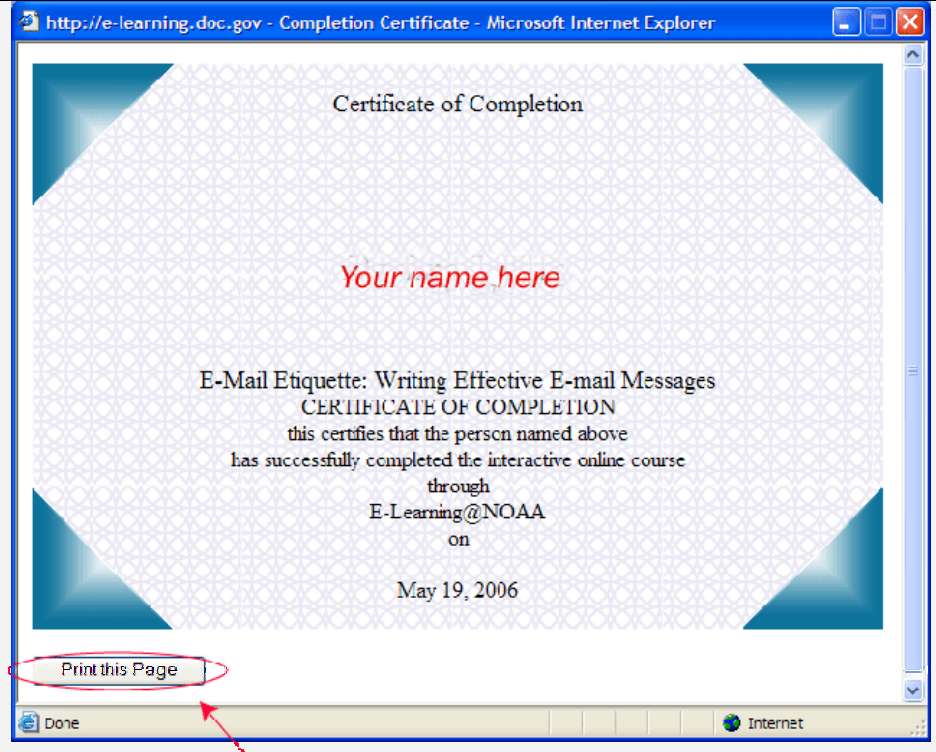 http://e-learning.doc.gov - Completion Certificate - Microsoft Internet Explorer
Certificate of Completion
Your name here
E-Mail Etiquette: Writing Effective E-mail Messages
CERTIFICATE OF COMPLETION
this certifies that the person named above
has successfully completed the interactive online course
through
E-Learning@NOAA
on
May 19, 2006
Print this Page
Done
Internet